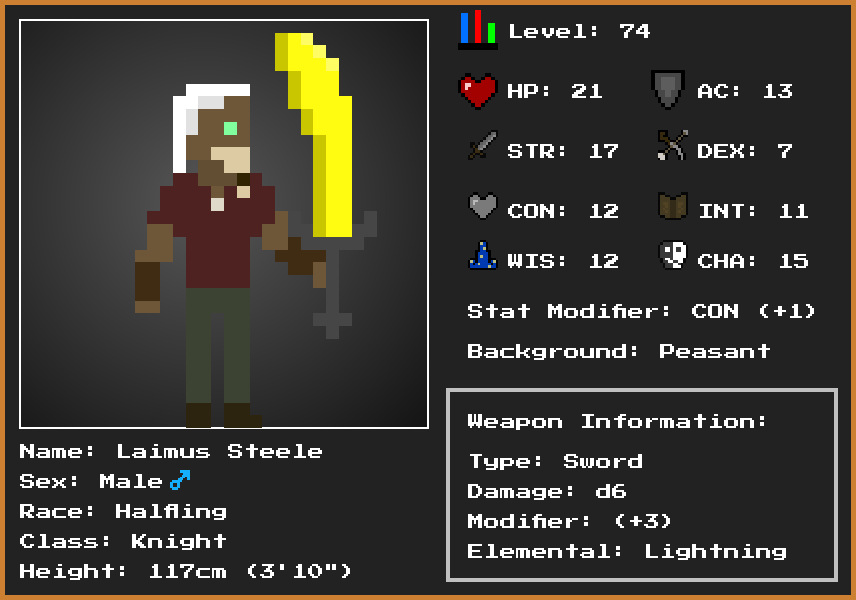 Level: 74
HP: 21
AC: 13
STR: 17
DEX: 7
CON: 12
INT: 11
WIS: 12
CHA: 15
Stat Modifier: CON (+1)
Background: Peasant
Weapon Information:
Type: Sword
Damage: d6
Modifier: (+3)
Elemental: Lightning
Name: Laimus Steele
Sex: Male♂
Race: Halfling
Class: Knight
Height: 117cm (3'10")